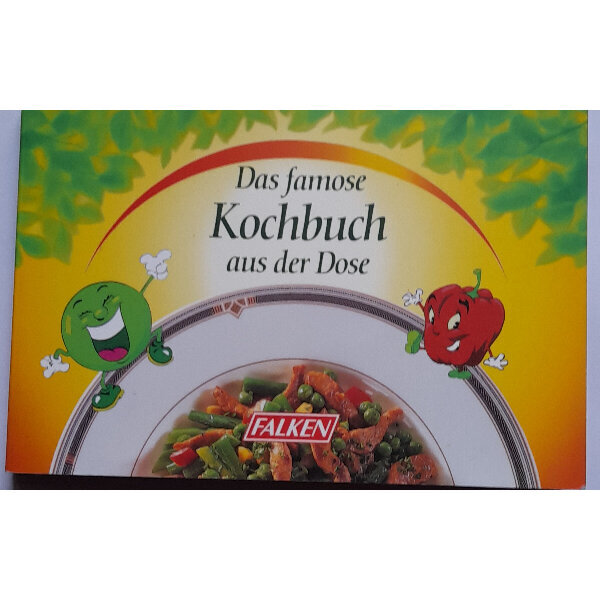 Das famose
Kochbuch
aus der Dose
FALKEN